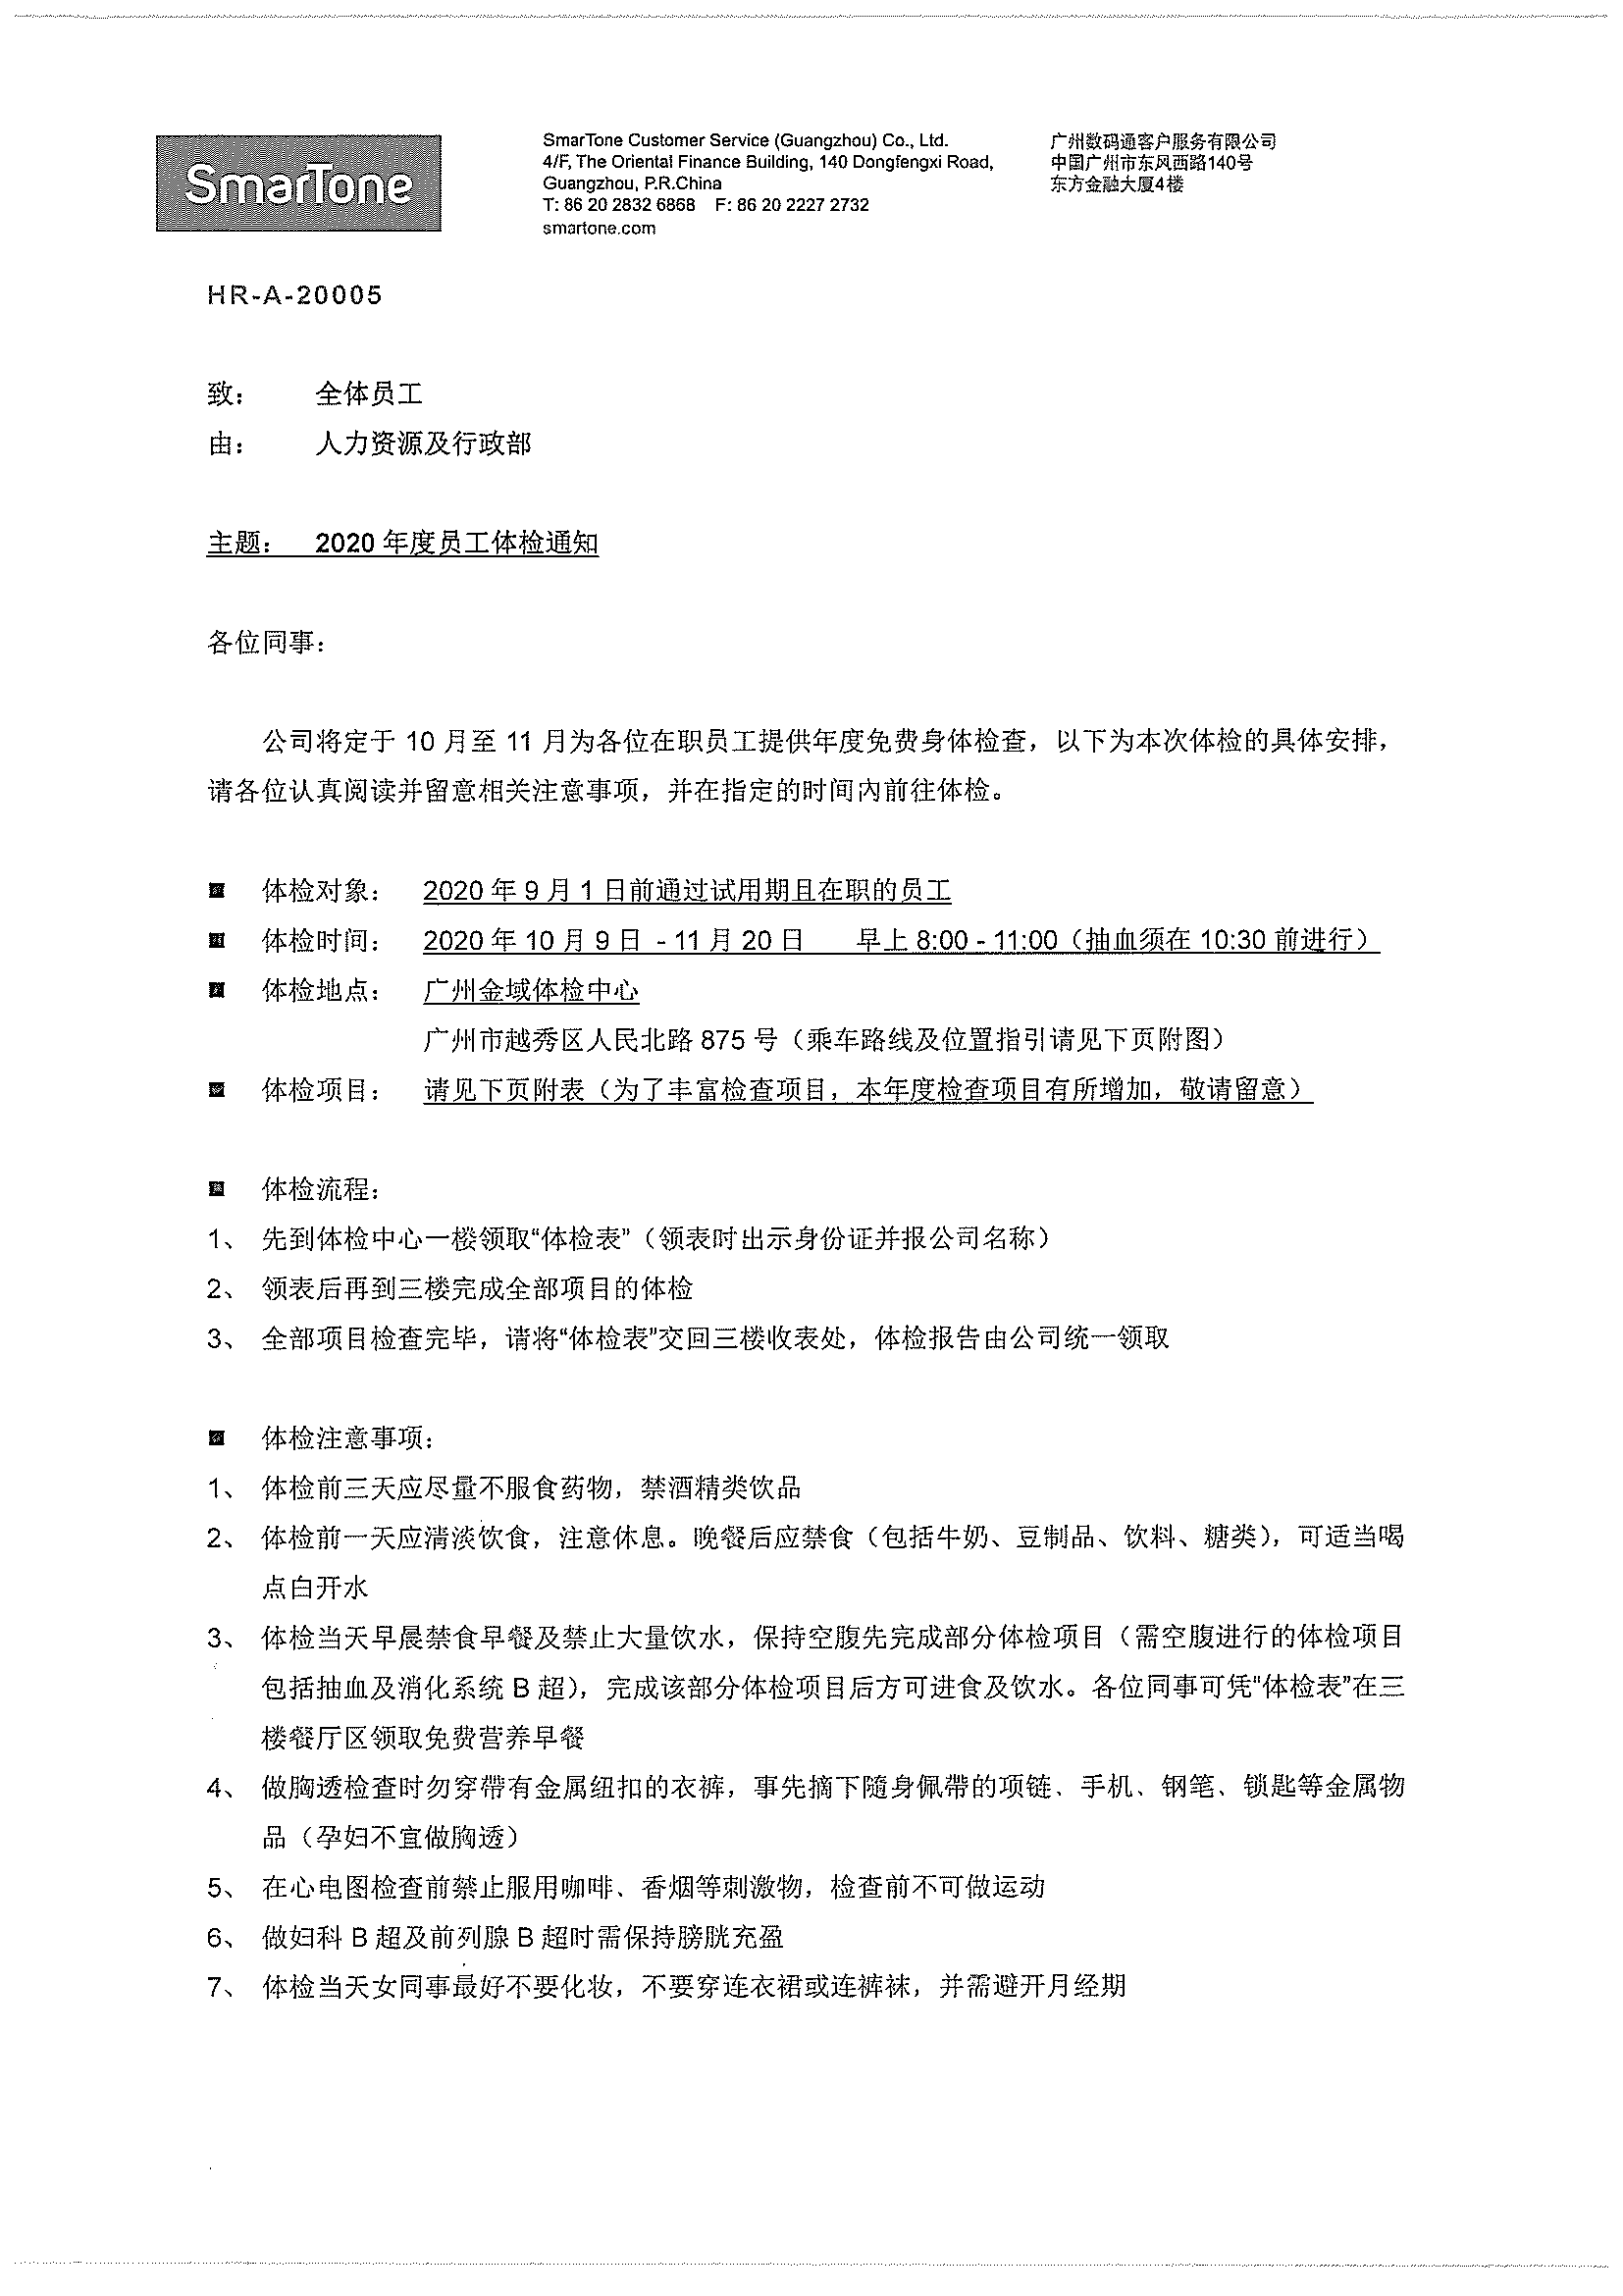 SmarTone
SmarTone Customer Service (Guangzhou) Co., Ltd.
4/F, The Oriental Finance Building, 140 Dongfengxi Road,
Guangzhou, P.R.China
T: 86 20 2832 6868 F: 86 20 2227 2732
smartone.com
广州数码通客户服务有限公司
中国广州市东风西路140号
东方金融大厦4楼
HR-A-20005
致： 全体员工
由： 人力资源及行政部
主题： 2020 年度员工体检通知
各位同事：
公司将定于 10 月至 11 月为各位在职员工提供年度免费身体检查，以下为本次体检的具体安排，
请各位认真阅读并留意相关注意事项，并在指定的时间内前往体检。
■ 体检对象： 2020 年 9 月 1 日前通过试用期且在职的员工
■ 体检时间： 2020 年 10 月 9 日 - 11 月 20 日 早上 8:00 - 11:00（抽血须在 10:30 前进行）
■ 体检地点： 广州金域体检中心
广州市越秀区人民北路 875 号（乘车路线及位置指引请见下页附图）
■ 体检项目： 请见下页附表（为了丰富检查项目，本年度检查项目有所增加，敬请留意）
■ 体检流程：
1、 先到体检中心一楼领取“体检表”（领表时出示身份证并报公司名称）
2、 领表后再到三楼完成全部项目的体检
3、 全部项目检查完毕，请将“体检表”交回三楼收表处，体检报告由公司统一领取
■ 体检注意事项：
1、 体检前三天应尽量不服食药物，禁酒精类饮品
2、 体检前一天应清淡饮食，注意休息。晚餐后应禁食（包括牛奶、豆制品、饮料、糖类），可适当喝
点白开水
3、 体检当天早晨禁食早餐及禁止大量饮水，保持空腹先完成部分体检项目（需空腹进行的体检项目
包括抽血及消化系统 B 超），完成该部分体检项目后方可进食及饮水。各位同事可凭“体检表”在三
楼餐厅区领取免费营养早餐
4、 做胸透检查时勿穿带有金属纽扣的衣裤，事先摘下随身佩带的项链、手机、钢笔、锁匙等金属物
品（孕妇不宜做胸透）
5、 在心电图检查前禁止服用咖啡、香烟等刺激物，检查前不可做运动
6、 做妇科 B 超及前列腺 B 超时需保持膀胱充盈
7、 体检当天女同事最好不要化妆，不要穿连衣裙或连裤袜，并需避开月经期